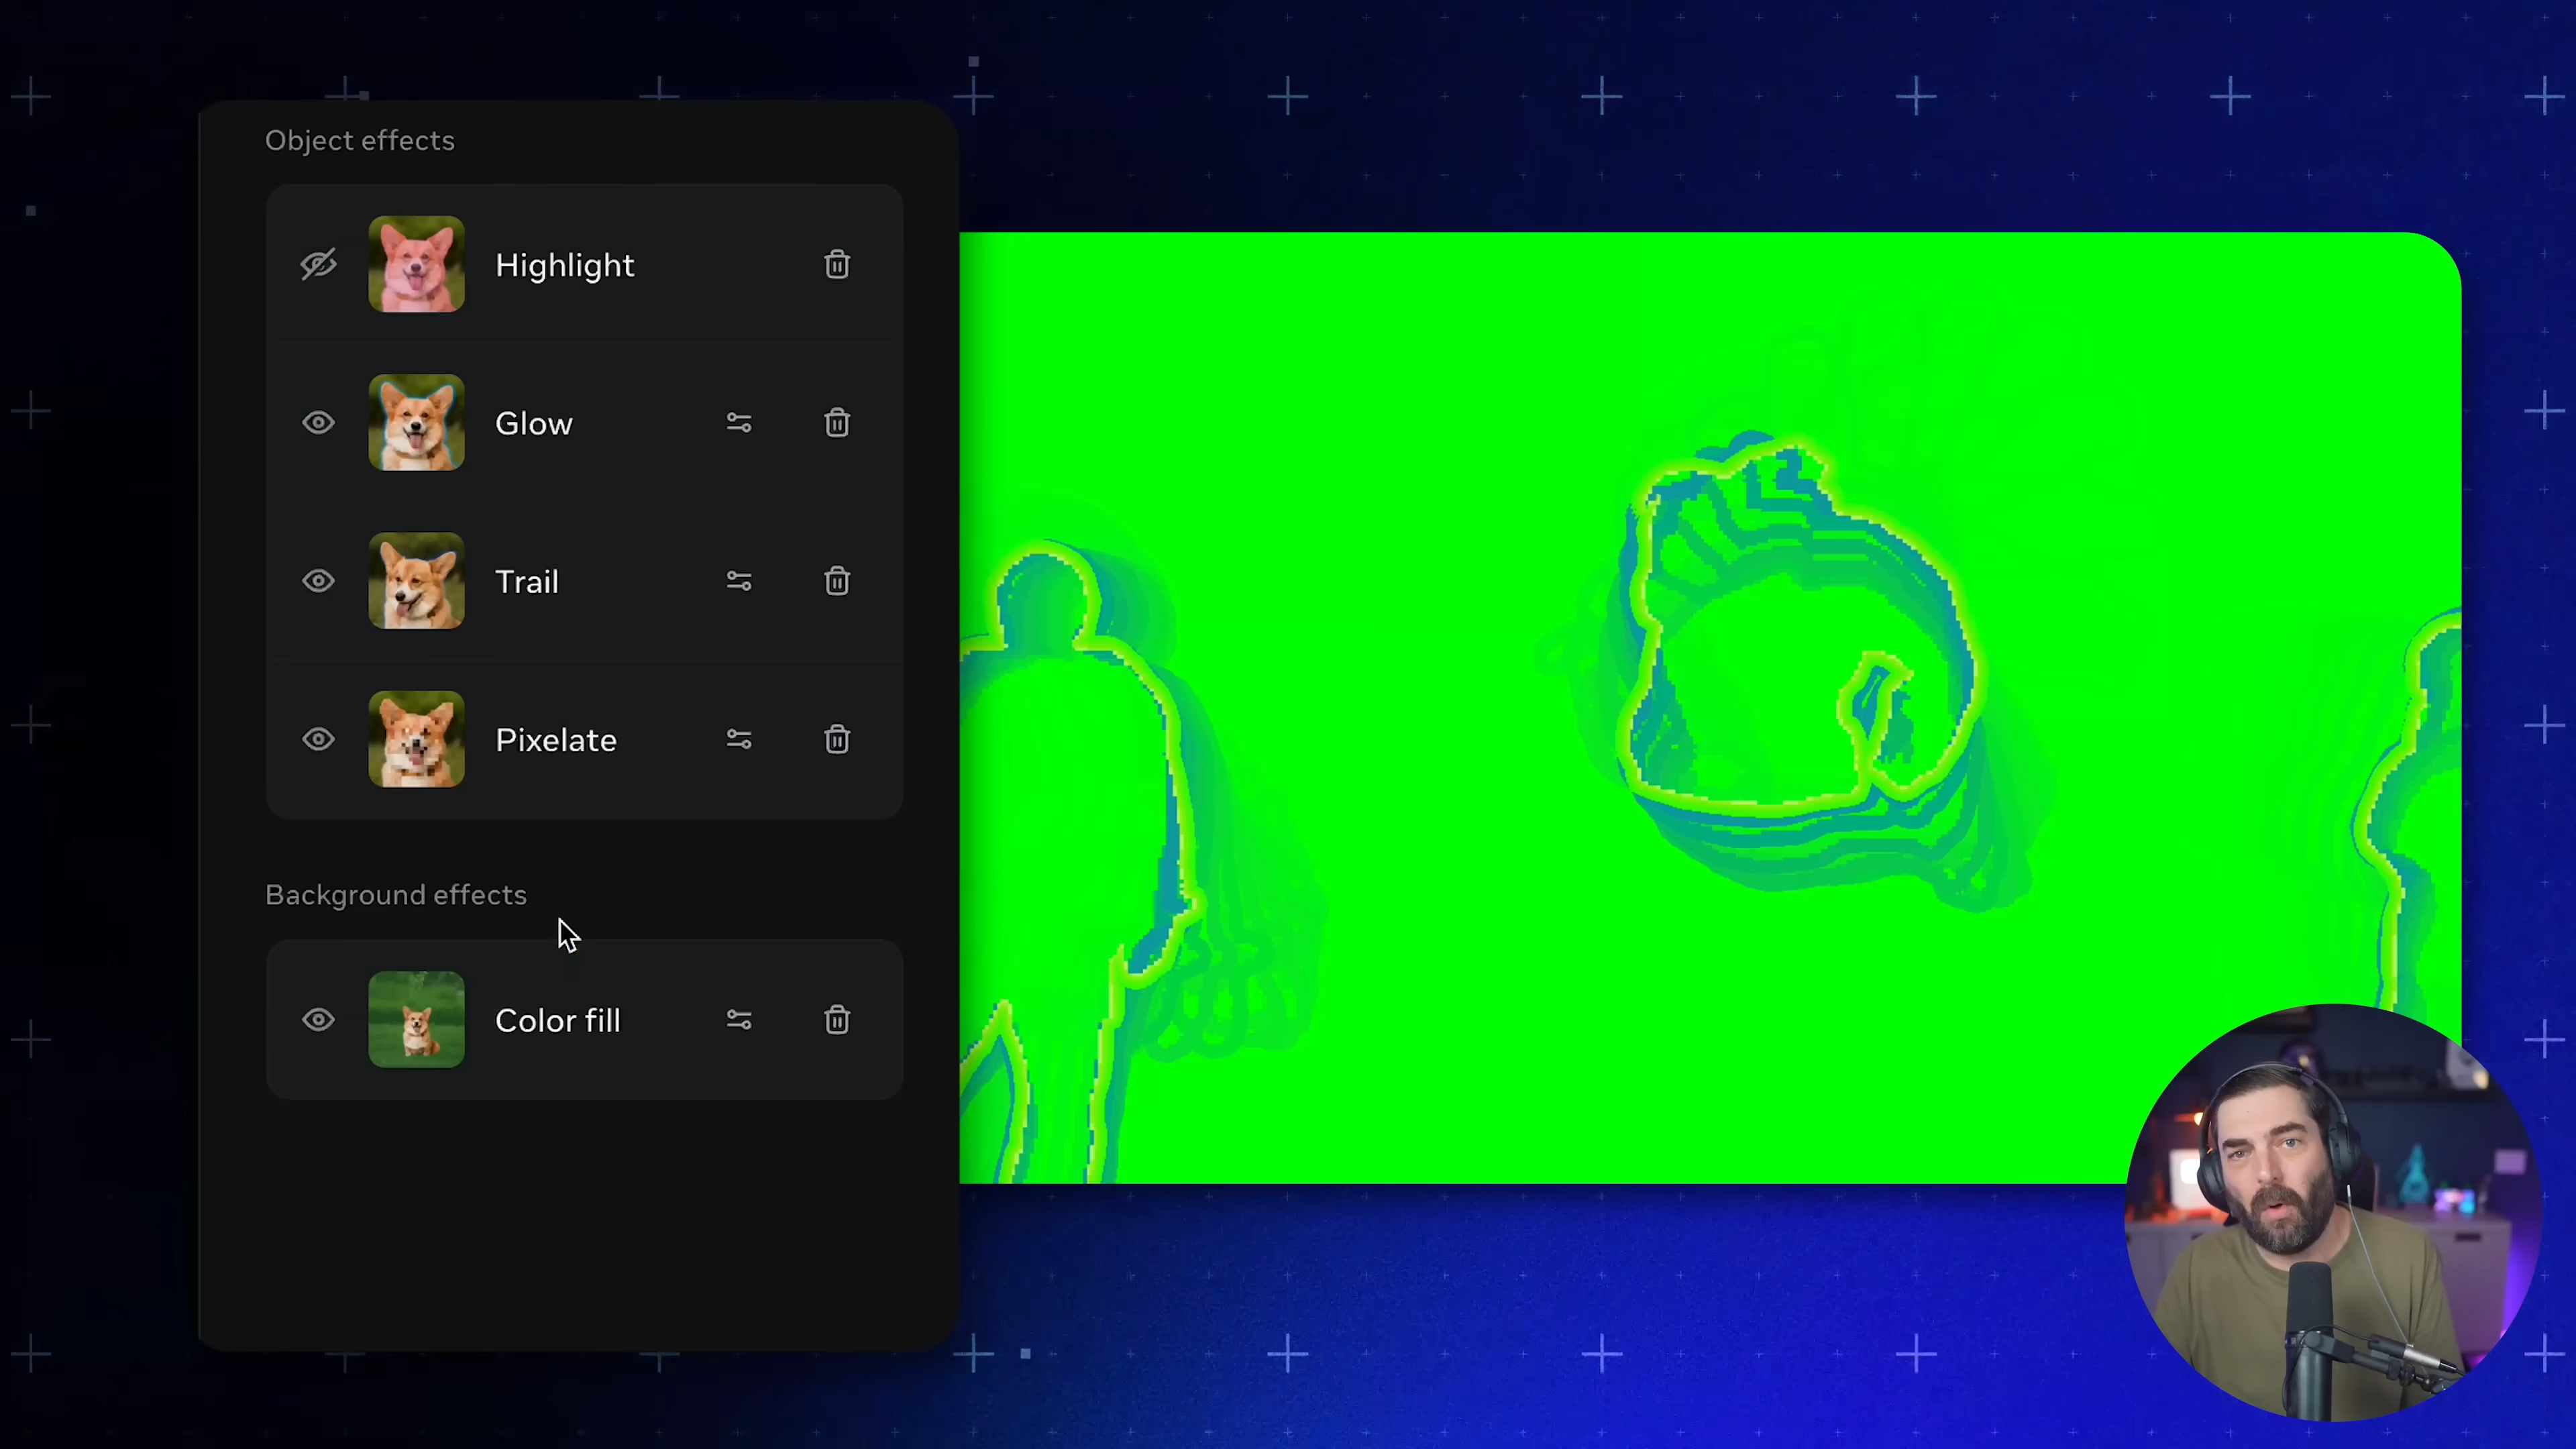 Object effects
Highlight
Glow
Trail
Pixelate
Background effects
Color fill